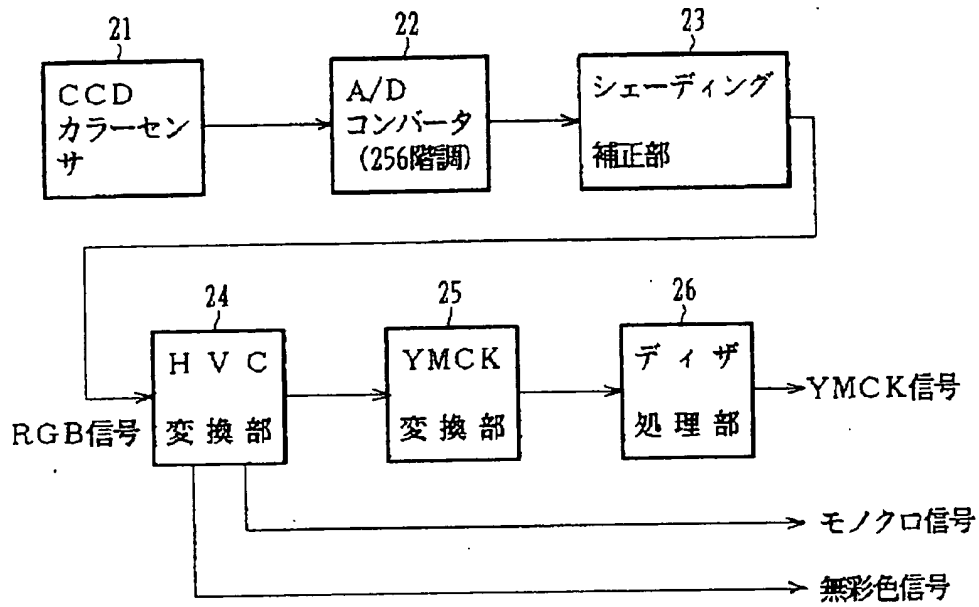 21
CCD
カラーセン
サ
22
A/D
コンバータ
(256階調)
23
シェーディング
補正部
24
HVC
変換部
25
YMCK
変換部
26
ディザ
処理部
RGB信号
YMCK信号
モノクロ信号
無彩色信号